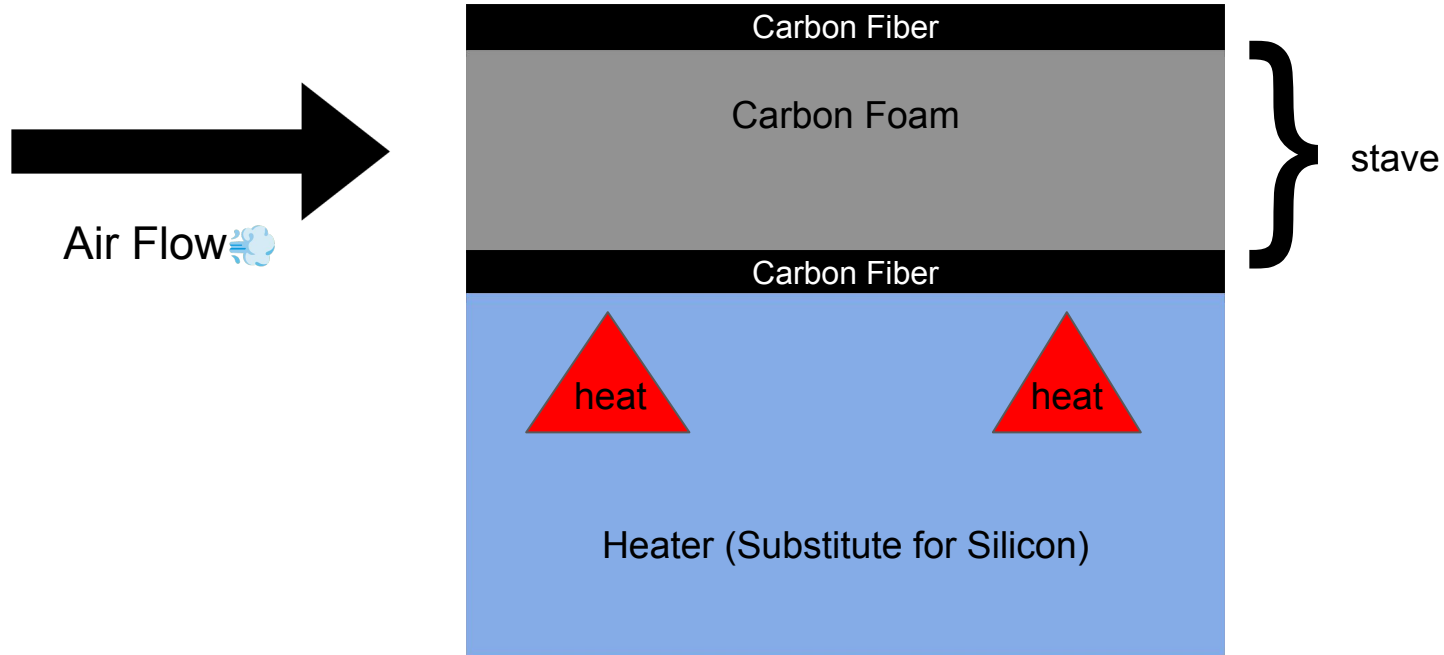 Carbon Fiber
Carbon Foam
stave
Air Flow💨
Carbon Fiber
heat
heat
Heater (Substitute for Silicon)